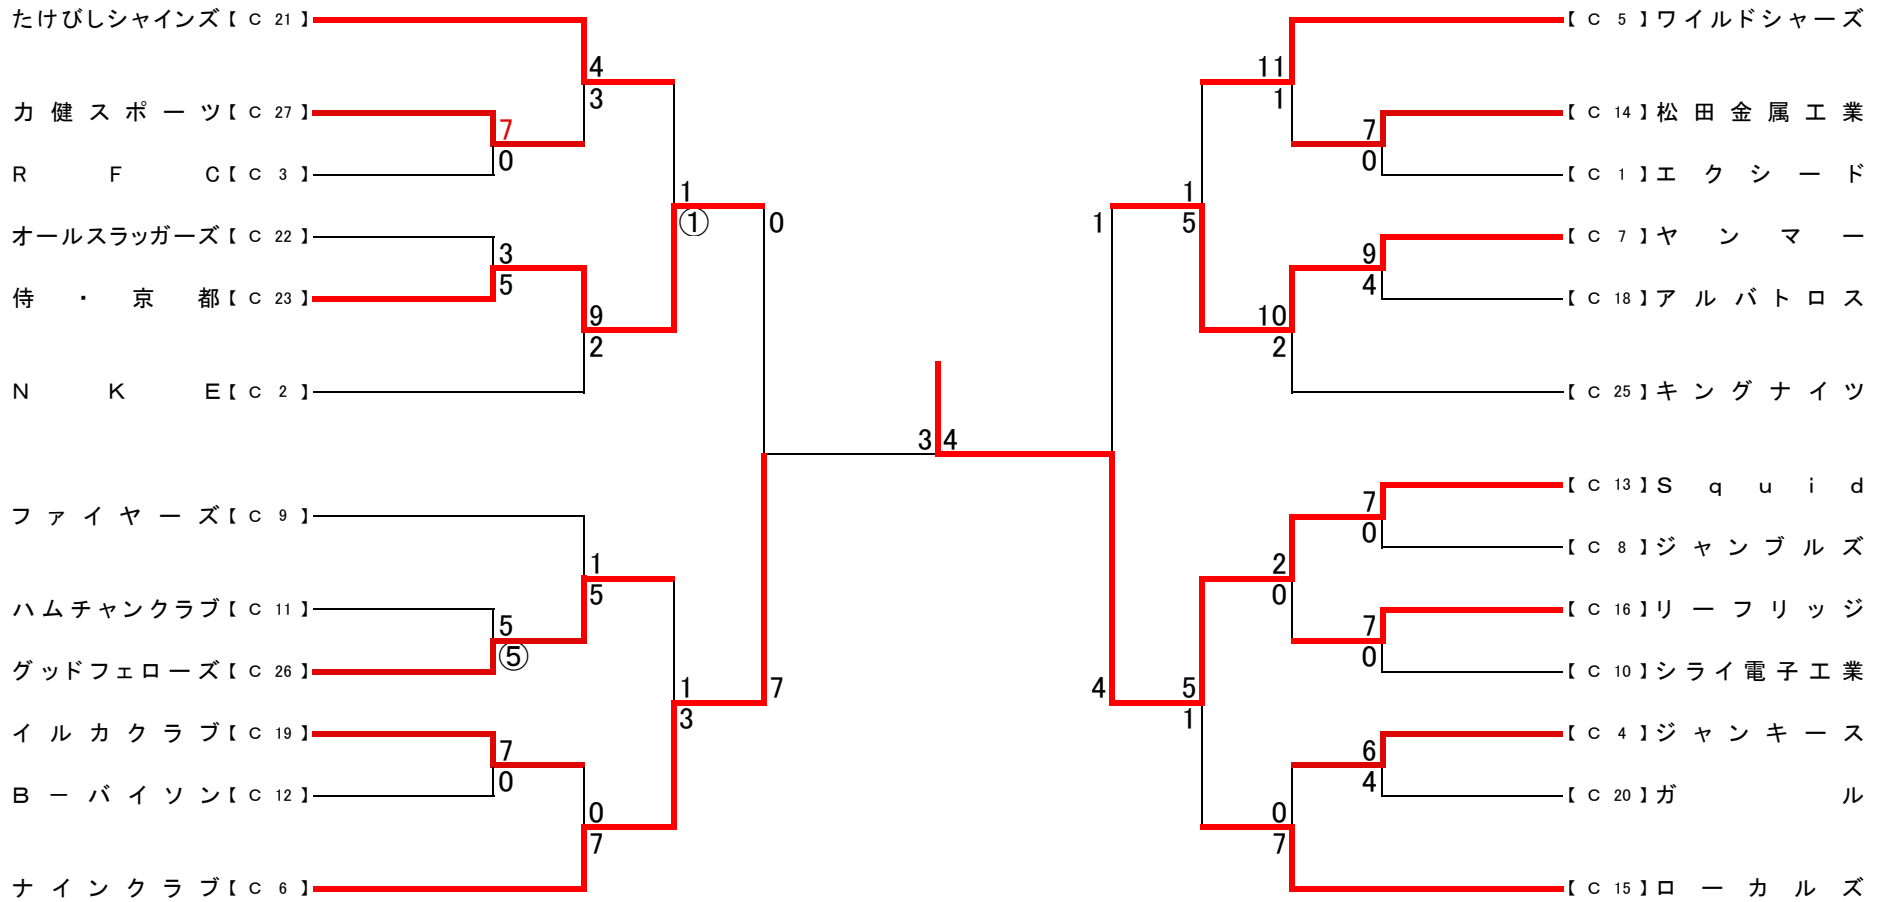 たけびしシャインズ【 C 21 】
4
3
力健スポーツ【 C 27 】
7
0
RFC【 C 3 】
1
①
オールスラッガーズ【 C 22 】
3
5
侍・京都【 C 23 】
9
2
NKE【 C 2 】
0
7
ファイヤーズ【 C 9 】
1
5
ハムチャンクラブ【 C 11 】
5
⑤
グッドフェローズ【 C 26 】
1
3
イルカクラブ【 C 19 】
7
0
B-バイソン【 C 12 】
0
7
ナインクラブ【 C 6 】
3 4
【 C 5 】ワイルドシャーズ
11
1
【 C 14 】松田金属工業
7
0
【 C 1 】エクシード
1
5
【 C 7 】ヤンマー
9
4
【 C 18 】アルバトロス
10
2
【 C 25 】キングナイツ
1
4
【 C 13 】Squid
7
0
【 C 8 】ジャンブルズ
2
0
【 C 16 】リーフリッジ
7
0
【 C 10 】シライ電子工業
5
1
【 C 4 】ジャンキース
6
4
【 C 20 】ガル
0
7
【 C 15 】ローカルズ